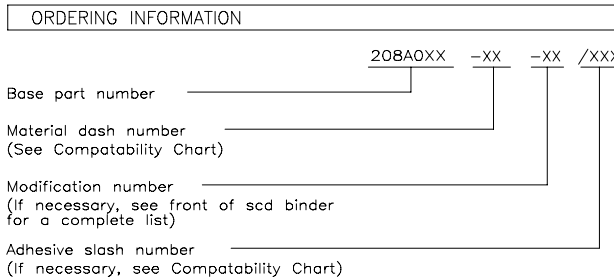 ORDERING INFORMATION
208A0XX -XX -XX /XXX
Base part number
Material dash number
(See Compatability Chart)
Modification number
(If necessary, see front of scd binder
for a complete list)
Adhesive slash number
(If necessary, see Compatability Chart)